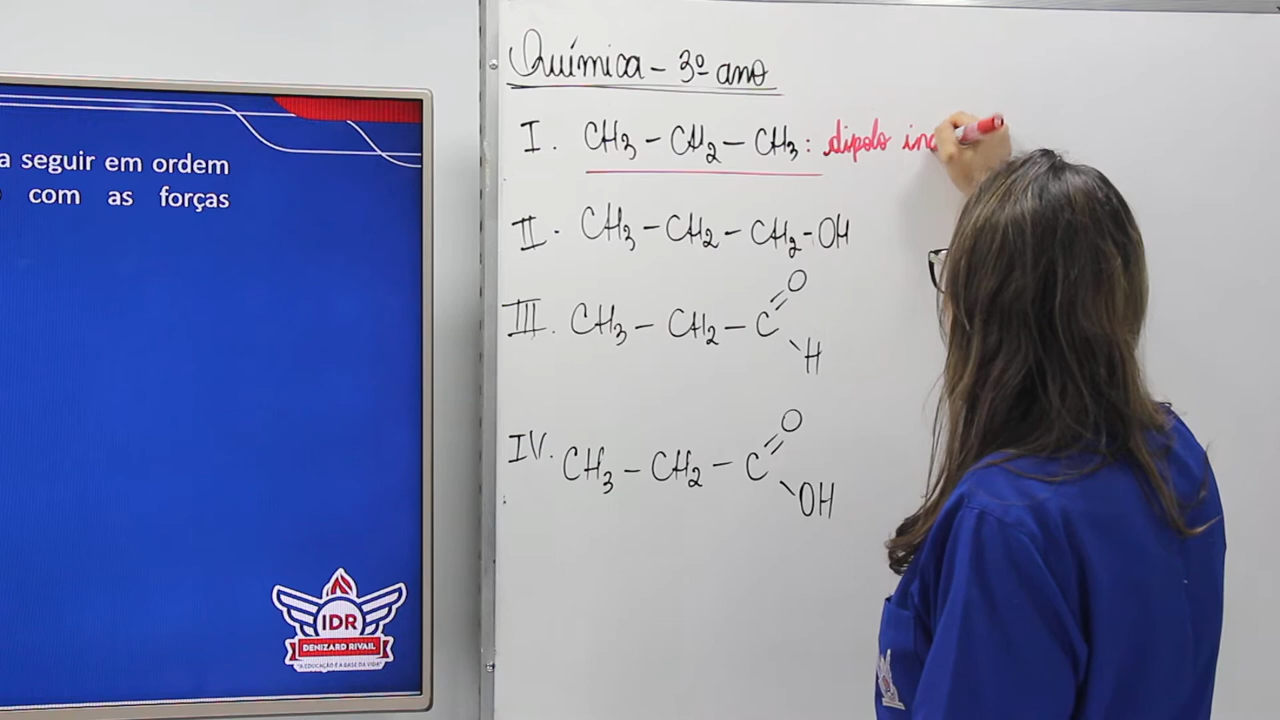 a seguir em ordem
com as forças
IDR
DENIZARD RIVAIL
"A EDUCAÇÃO É A BASE DA VIDA"
Química - 3º ano
I. CH3 - CH2 - CH3 : dipolo ind
II. CH3 - CH2 - CH2 - OH
O
III. CH3 - CH2 - C
H
O
IV. CH3 - CH2 - C
OH